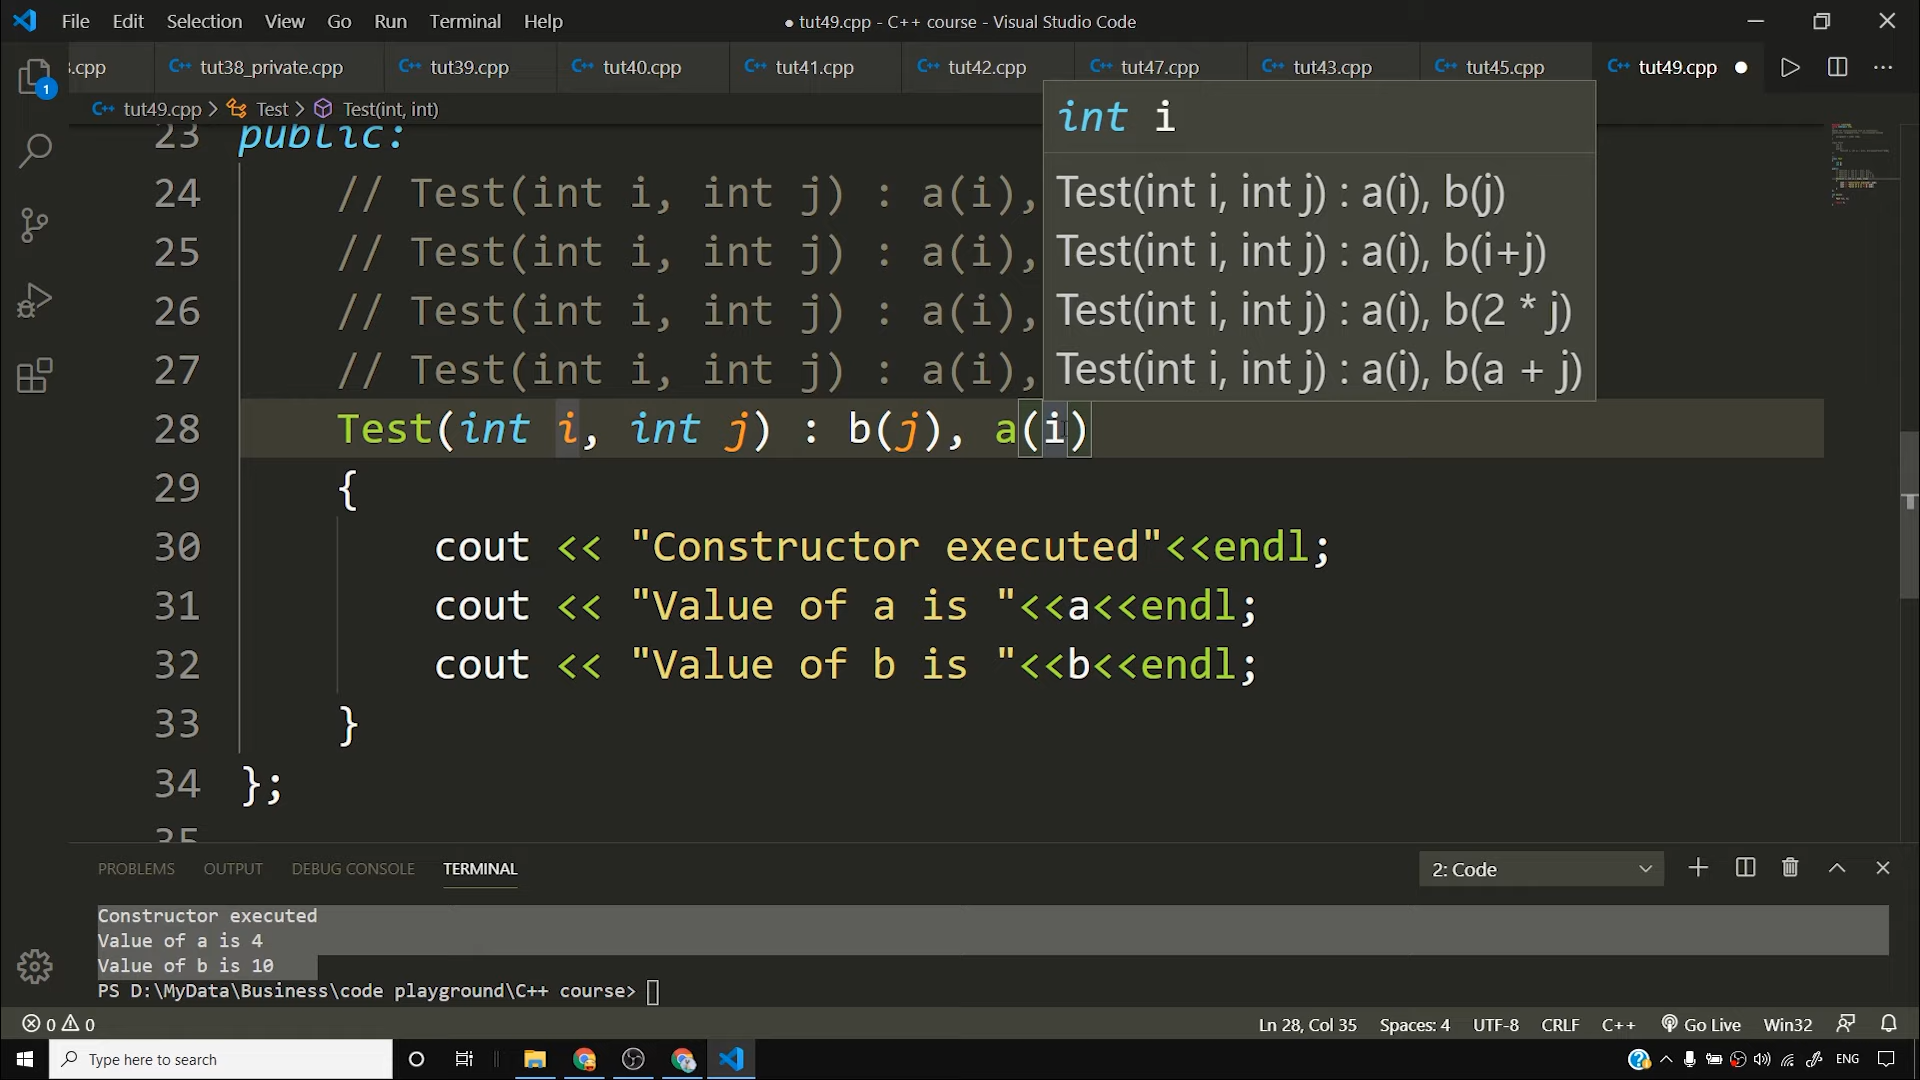 File Edit Selection View Go Run Terminal Help
● tut49.cpp - C++ course - Visual Studio Code
.cpp
C++ tut38_private.cpp
C++ tut39.cpp
C++ tut40.cpp
C++ tut41.cpp
C++ tut42.cpp
C++ tut47.cpp
C++ tut43.cpp
C++ tut45.cpp
C++ tut49.cpp
1
C++ tut49.cpp > Test > Test(int, int)
int i
Test(int i, int j) : a(i), b(j)
Test(int i, int j) : a(i), b(i+j)
Test(int i, int j) : a(i), b(2 * j)
Test(int i, int j) : a(i), b(a + j)
23 public:
24 // Test(int i, int j) : a(i),
25 // Test(int i, int j) : a(i),
26 // Test(int i, int j) : a(i),
27 // Test(int i, int j) : a(i),
28 Test(int i, int j) : b(j), a(i)
29 {
30 cout << "Constructor executed"<<endl;
31 cout << "Value of a is "<<a<<endl;
32 cout << "Value of b is "<<b<<endl;
33 }
34 };
35
PROBLEMS OUTPUT DEBUG CONSOLE TERMINAL
2: Code
Constructor executed
Value of a is 4
Value of b is 10
PS D:\MyData\Business\code playground\C++ course>
0 0
Ln 28, Col 35 Spaces: 4 UTF-8 CRLF C++ Go Live Win32
Type here to search
ENG